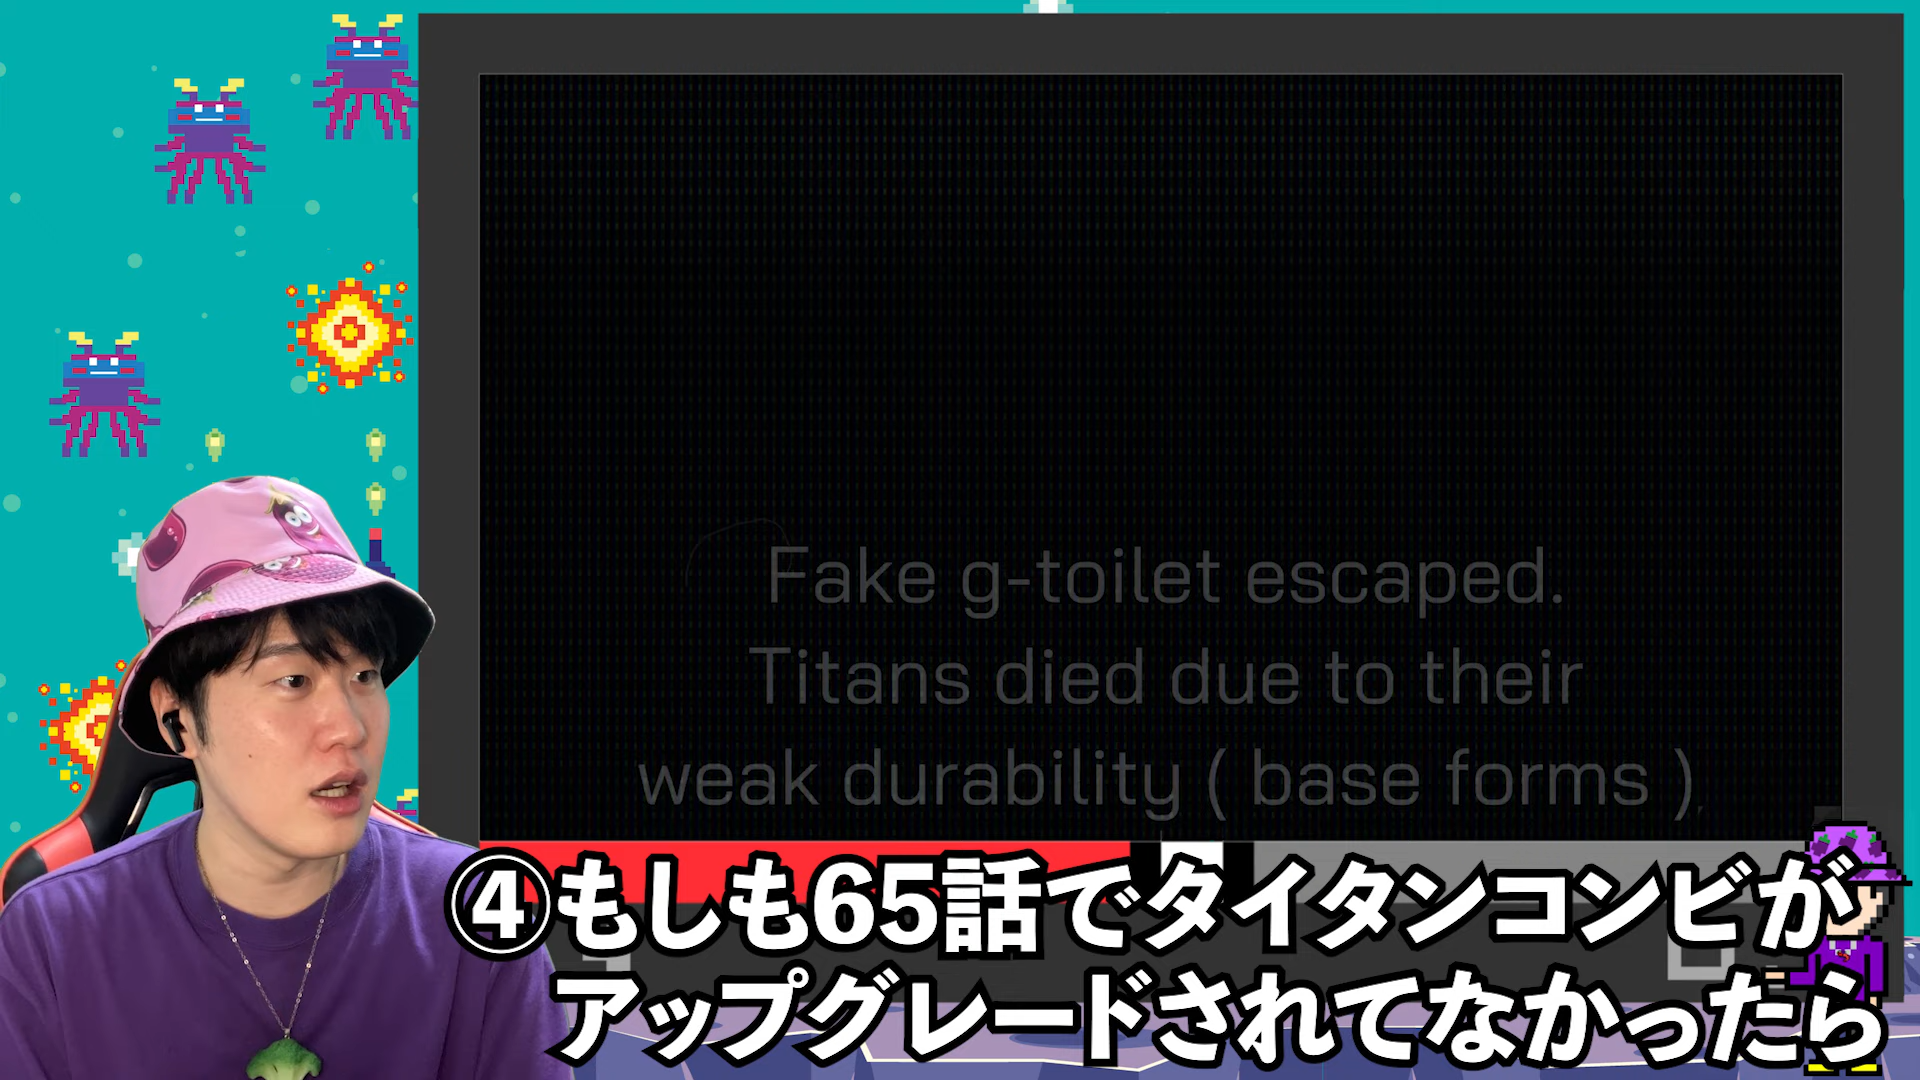 Fake g-toilet escaped.
Titans died due to their
weak durability ( base forms )
④もしも65話でタイタンコンビが
アップグレードされてなかったら